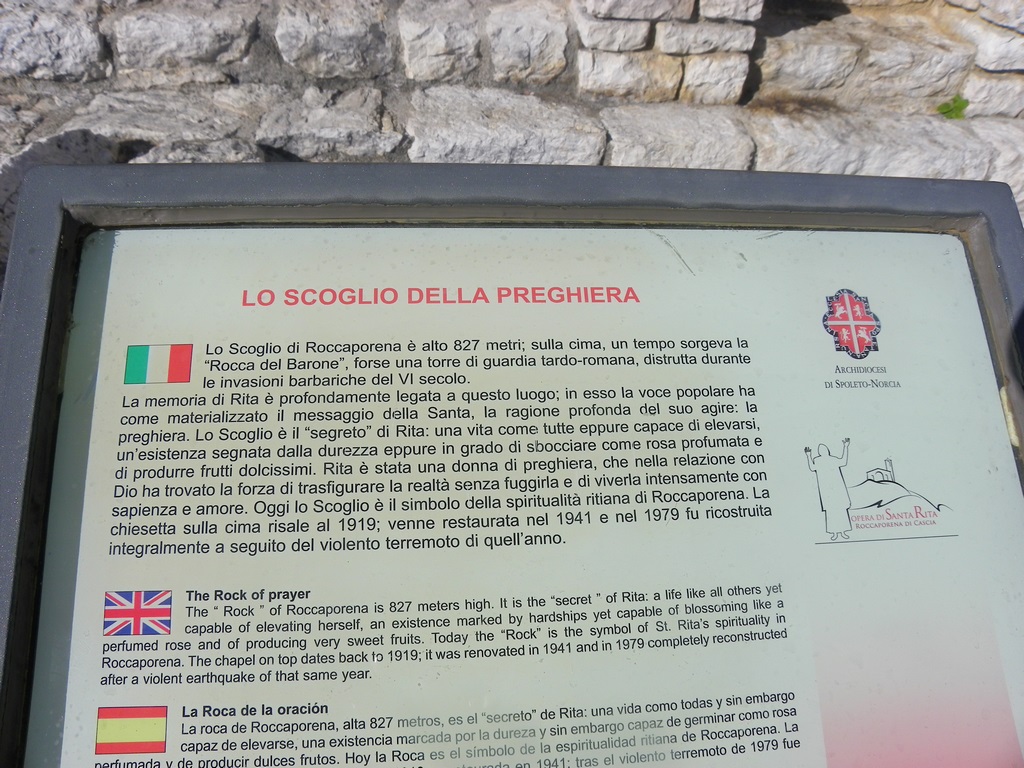 LO SCOGLIO DELLA PREGHIERA
Lo Scoglio di Roccaporena è alto 827 metri; sulla cima, un tempo sorgeva la
"Rocca del Barone", forse una torre di guardia tardo-romana, distrutta durante
le invasioni barbariche del VI secolo.
La memoria di Rita è profondamente legata a questo luogo; in esso la voce popolare ha
come materializzato il messaggio della Santa, la ragione profonda del suo agire: la
preghiera. Lo Scoglio è il "segreto" di Rita: una vita come tutte eppure capace di elevarsi,
un'esistenza segnata dalla durezza eppure in grado di sbocciare come rosa profumata e
di produrre frutti dolcissimi. Rita è stata una donna di preghiera, che nella relazione con
Dio ha trovato la forza di trasfigurare la realtà senza fuggirla e di viverla intensamente con
sapienza e amore. Oggi lo Scoglio è il simbolo della spiritualità ritiana di Roccaporena. La
chiesetta sulla cima risale al 1919; venne restaurata nel 1941 e nel 1979 fu ricostruita
integralmente a seguito del violento terremoto di quell'anno.
ARCHIDIOCESI
DI SPOLETO-NORCIA
OPERA DI SANTA RITA
ROCCAPORENA DI CASCIA
The Rock of prayer
The " Rock " of Roccaporena is 827 meters high. It is the "secret " of Rita: a life like all others yet
capable of elevating herself, an existence marked by hardships yet capable of blossoming like a
perfumed rose and of producing very sweet fruits. Today the "Rock" is the symbol of St. Rita's spirituality in
Roccaporena. The chapel on top dates back to 1919; it was renovated in 1941 and in 1979 completely reconstructed
after a violent earthquake of that same year.
La Roca de la oración
La roca de Roccaporena, alta 827 metros, es el "secreto" de Rita: una vida como todas y sin embargo
capaz de elevarse, una existencia marcada por la dureza y sin embargo capaz de germinar como rosa
perfumada y de producir dulces frutos. Hoy la Roca es el símbolo de la espiritualidad ritiana de Roccaporena. La
en 1941; tras el violento terremoto de 1979 fue